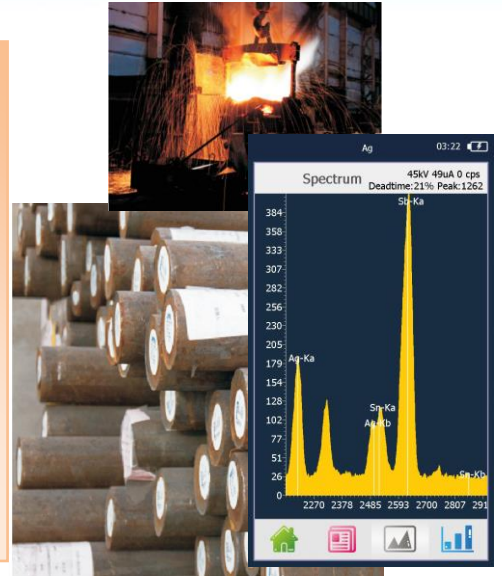 Ag 03:22
Spectrum
45kV 49uA 0 cps
Deadtime:21% Peak:1262
384
358
333
307
282
256
230
205
179
154
128
102
77
51
26
0
Sb-Ka
Ag-Ka
Sn-Ka
Ag-Kb
Sn-Kb
2270 2378 2485 2593 2700 2807 291